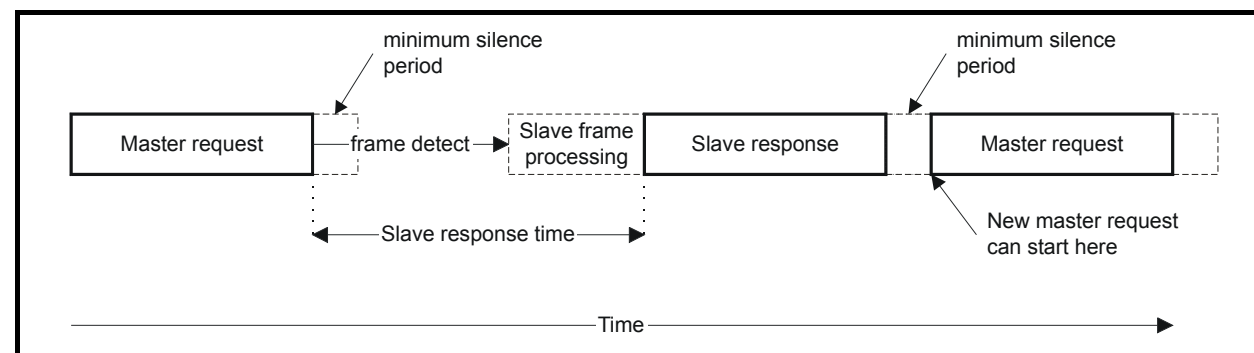 minimum silence
period
minimum silence
period
Master request
frame detect
Slave frame
processing
Slave response
Master request
Slave response time
New master request
can start here
Time